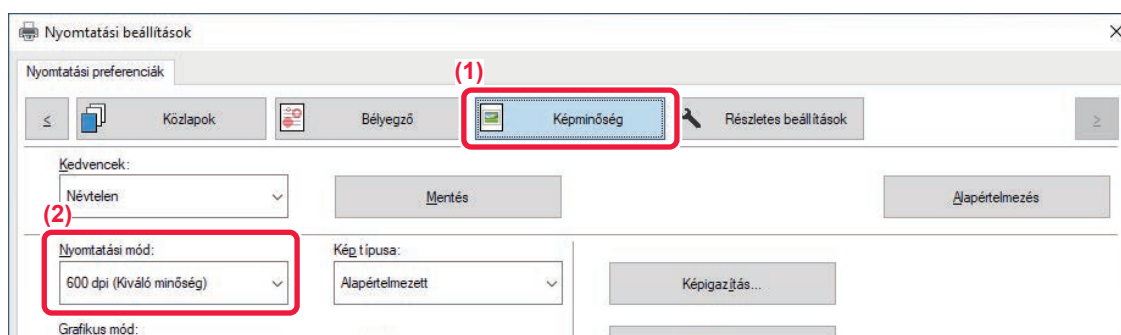 Nyomtatási beállítások
Nyomtatási preferenciák
(1)
Közlapok Bélyegző Képminőség Részletes beállítások
Kedvencek:
Névtelen Mentés Alapértelmezés
(2)
Nyomtatási mód: Kép típusa:
600 dpi (Kiváló minőség) Alapértelmezett Képigazítás...
Grafikus mód: